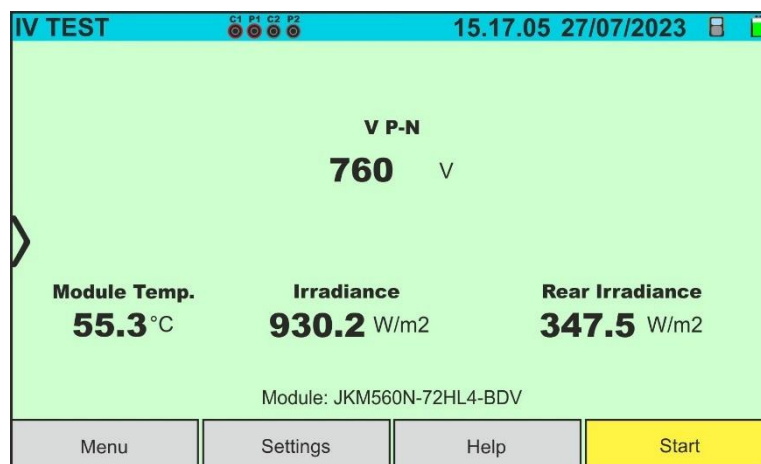 IV TEST C1 P1 C2 P2 15.17.05 27/07/2023
V P-N
760 V
Module Temp. Irradiance Rear Irradiance
55.3°C 930.2 W/m2 347.5 W/m2
Module: JKM560N-72HL4-BDV
Menu Settings Help Start